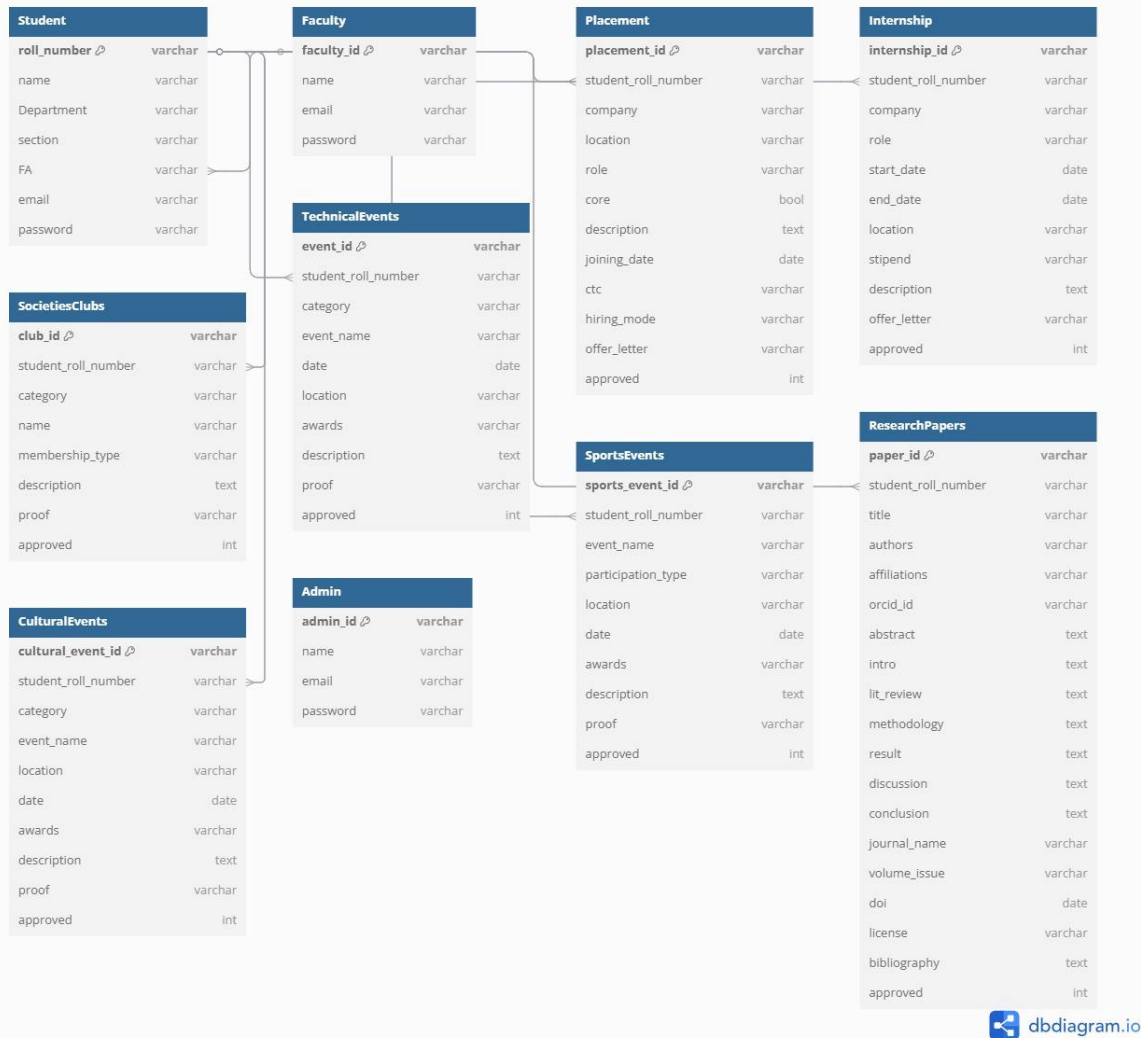 Student
roll_number varchar
name varchar
Department varchar
section varchar
FA varchar
email varchar
password varchar
Faculty
faculty_id varchar
name varchar
email varchar
password varchar
Placement
placement_id varchar
student_roll_number varchar
company varchar
location varchar
role varchar
core bool
description text
joining_date date
ctc varchar
hiring_mode varchar
offer_letter varchar
approved int
Internship
internship_id varchar
student_roll_number varchar
company varchar
role varchar
start_date date
end_date date
location varchar
stipend varchar
description text
offer_letter varchar
approved int
TechnicalEvents
event_id varchar
student_roll_number varchar
category varchar
event_name varchar
date date
location varchar
awards varchar
description text
proof varchar
approved int
SocietiesClubs
club_id varchar
student_roll_number varchar
category varchar
name varchar
membership_type varchar
description text
proof varchar
approved int
SportsEvents
sports_event_id varchar
student_roll_number varchar
event_name varchar
participation_type varchar
location varchar
date date
awards varchar
description text
proof varchar
approved int
ResearchPapers
paper_id varchar
student_roll_number varchar
title varchar
authors varchar
affiliations varchar
orcid_id varchar
abstract text
intro text
lit_review text
methodology text
result text
discussion text
conclusion text
journal_name varchar
volume_issue varchar
doi date
license varchar
bibliography text
approved int
Admin
admin_id varchar
name varchar
email varchar
password varchar
CulturalEvents
cultural_event_id varchar
student_roll_number varchar
category varchar
event_name varchar
location varchar
date date
awards varchar
description text
proof varchar
approved int
dbdiagram.io